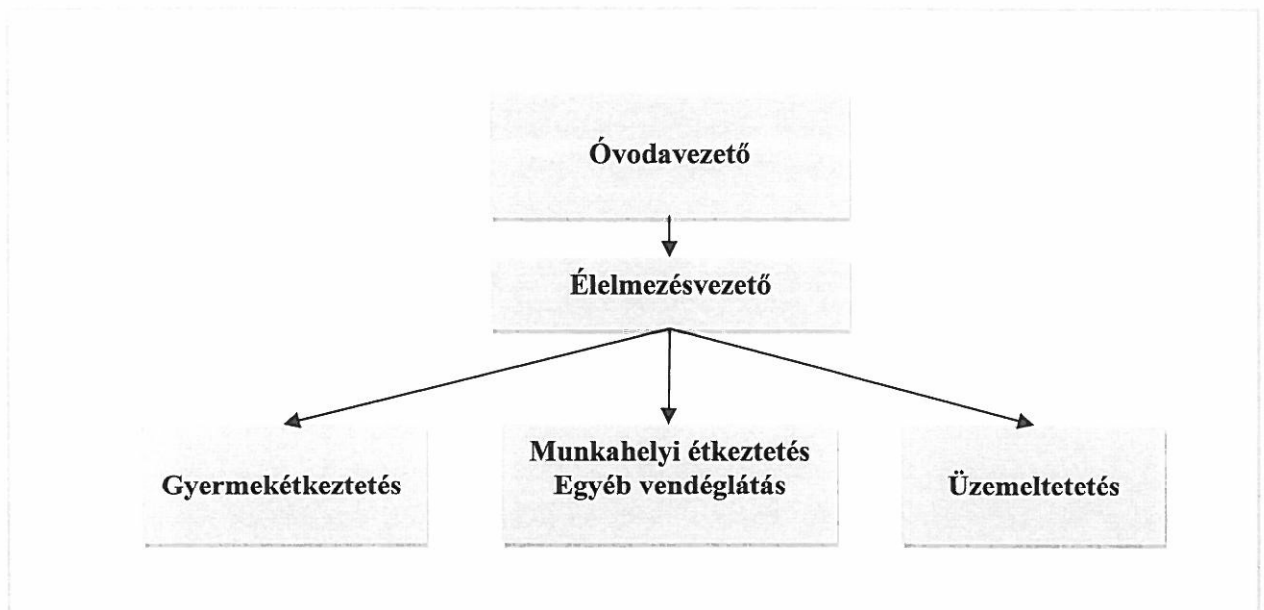 Óvodavezető
Élelmezésvezető
Gyermekétkeztetés
Munkahelyi étkeztetés
Egyéb vendéglátás
Üzemeltetetés